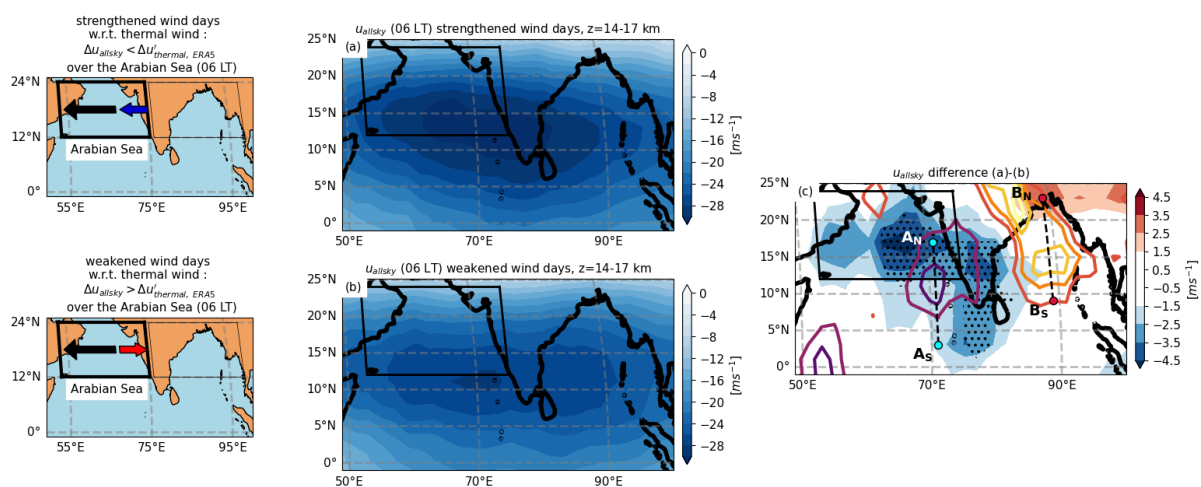 strengthened wind days
w.r.t. thermal wind :
Δu_allsky < Δu′_thermal, ERA5
over the Arabian Sea (06 LT)
24°N
12°N
0°
Arabian Sea
55°E 75°E 95°E
weakened wind days
w.r.t. thermal wind :
Δu_allsky > Δu′_thermal, ERA5
over the Arabian Sea (06 LT)
24°N
12°N
0°
Arabian Sea
55°E 75°E 95°E
u_allsky (06 LT) strengthened wind days, z=14-17 km
(a)
25°N
20°N
15°N
10°N
5°N
0°
50°E 70°E 90°E
0
−4
−8
−12
−16
−20
−24
−28
[ms⁻¹]
u_allsky (06 LT) weakened wind days, z=14-17 km
(b)
25°N
20°N
15°N
10°N
5°N
0°
50°E 70°E 90°E
0
−4
−8
−12
−16
−20
−24
−28
[ms⁻¹]
u_allsky difference (a)-(b)
(c)
25°N
20°N
15°N
10°N
5°N
0°
50°E 70°E 90°E
B_N
A_N
B_S
A_S
4.5
3.5
2.5
1.5
0.5
−0.5
−1.5
−2.5
−3.5
−4.5
[ms⁻¹]